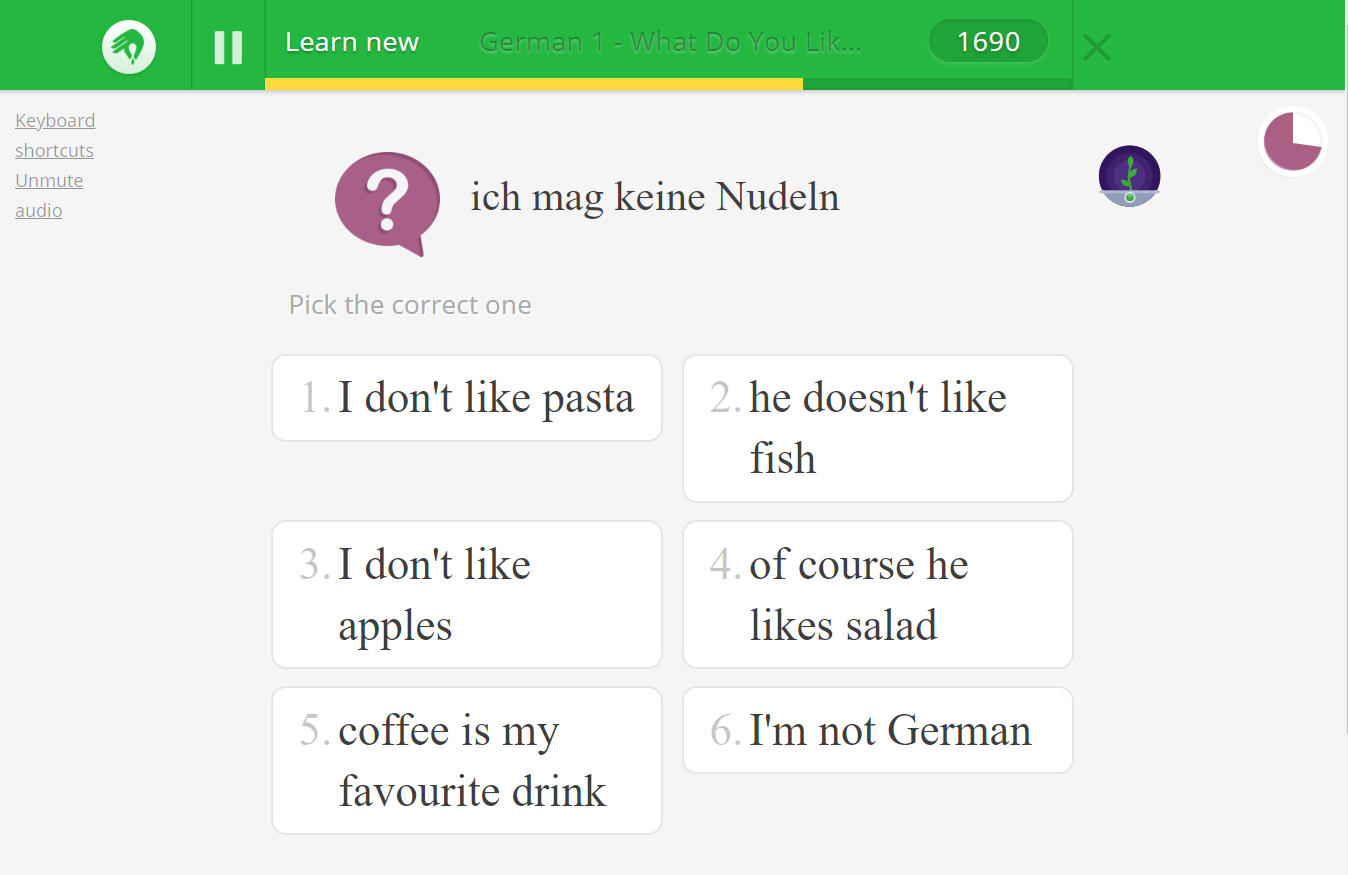 Learn new
German 1 - What Do You Lik...
1690
Keyboard
shortcuts
Unmute
audio
?
ich mag keine Nudeln
Pick the correct one
1. I don't like pasta
2. he doesn't like
fish
3. I don't like
apples
4. of course he
likes salad
5. coffee is my
favourite drink
6. I'm not German